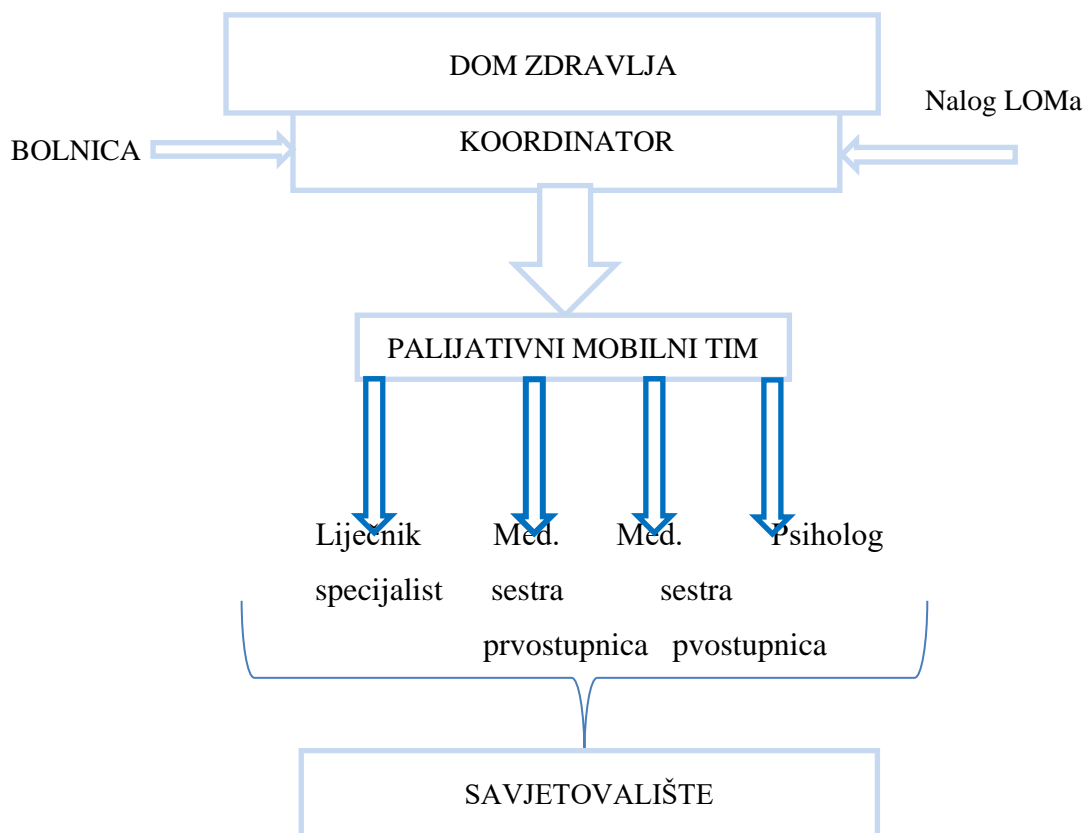 DOM ZDRAVLJA
Nalog LOMa
KOORDINATOR
BOLNICA
PALIJATIVNI MOBILNI TIM
Liječnik Med. Med. Psiholog
specijalist sestra sestra
prvostupnica pvostupnica
SAVJETOVALIŠTE